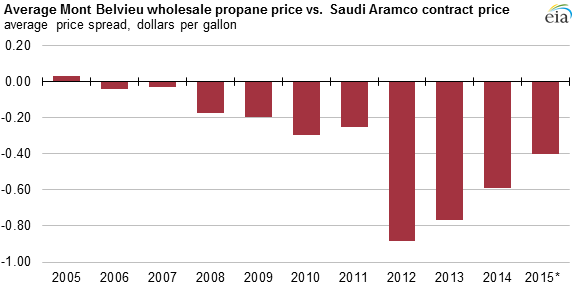 Average Mont Belvieu wholesale propane price vs. Saudi Aramco contract price
average price spread, dollars per gallon
eia
0.20
0.00
-0.20
-0.40
-0.60
-0.80
-1.00
2005 2006 2007 2008 2009 2010 2011 2012 2013 2014 2015*